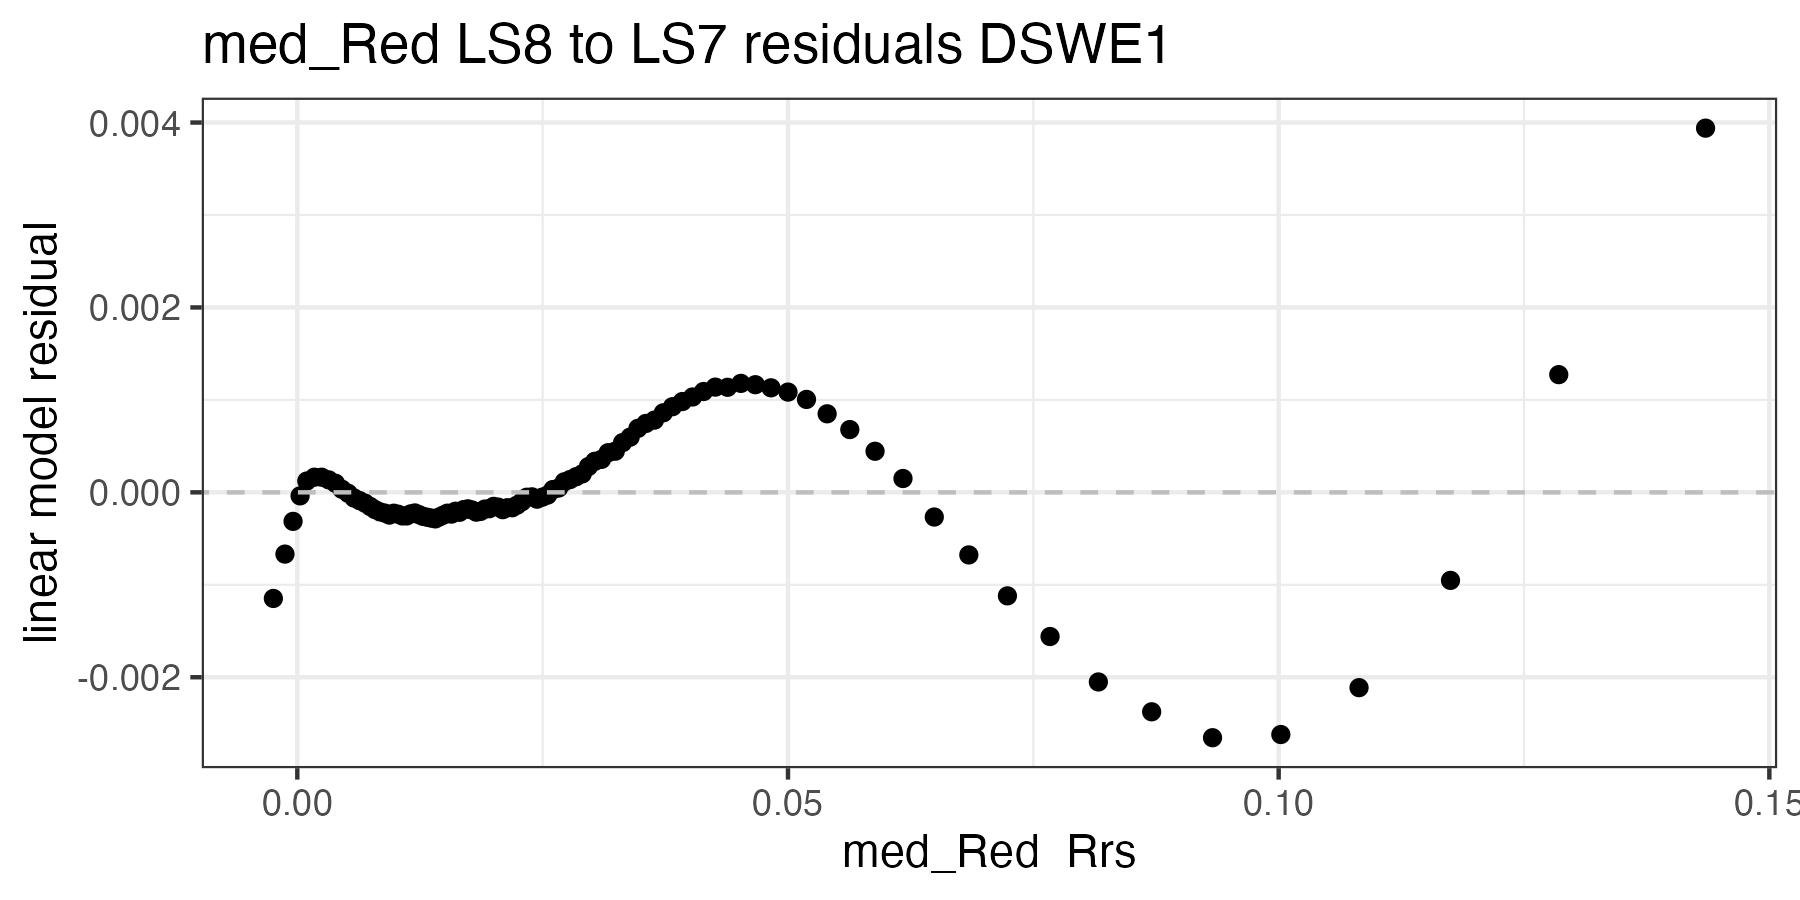 med_Red LS8 to LS7 residuals DSWE1
linear model residual
0.004
0.002
0.000
-0.002
0.00
0.05
0.10
0.15
med_Red  Rrs